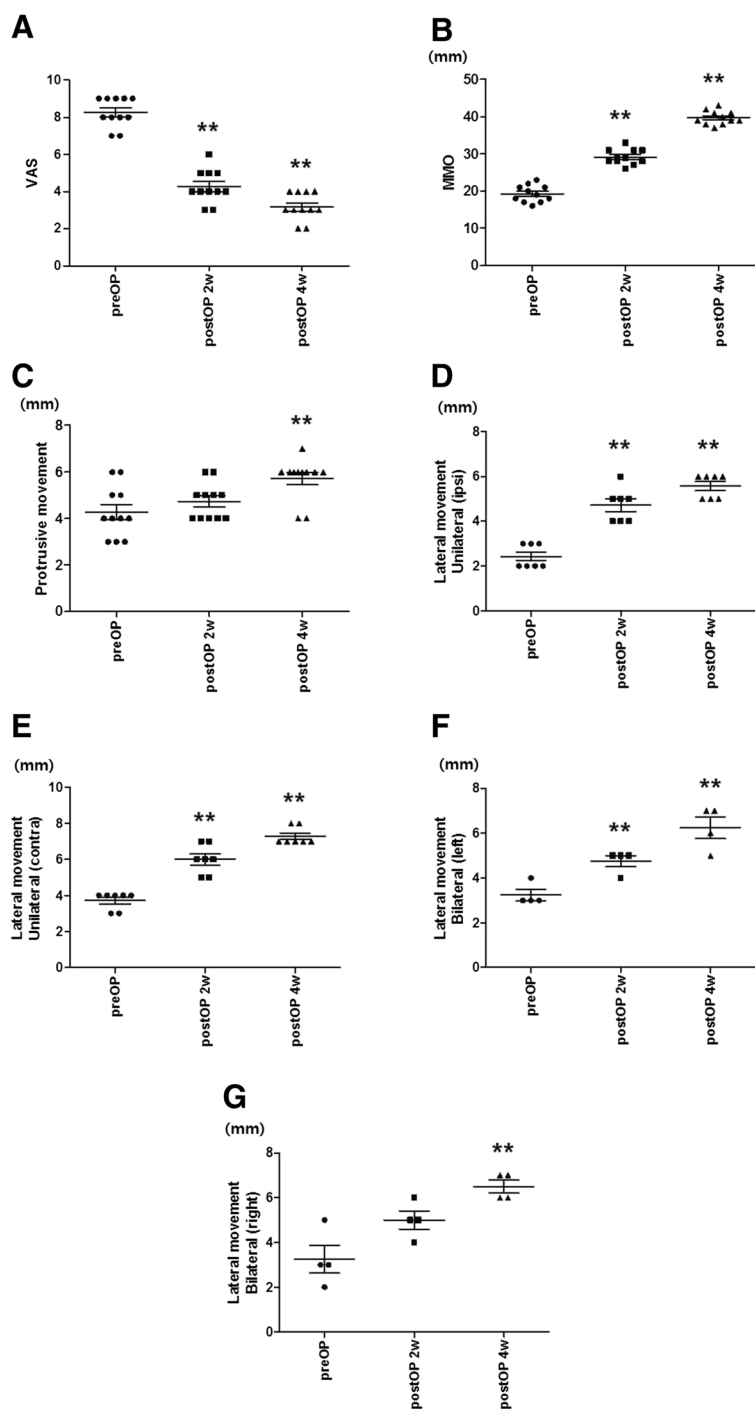 A
VAS
10
8
6
4
2
0
**
**
preOP
postOP 2w
postOP 4w
B
(mm)
MMO
50
40
30
20
10
0
**
**
preOP
postOP 2w
postOP 4w
C
(mm)
Protrusive movement
8
6
4
2
0
**
preOP
postOP 2w
postOP 4w
D
(mm)
Lateral movement
Unilateral (ipsi)
8
6
4
2
0
**
**
preOP
postOP 2w
postOP 4w
E
(mm)
Lateral movement
Unilateral (contra)
10
8
6
4
2
0
**
**
preOP
postOP 2w
postOP 4w
F
(mm)
Lateral movement
Bilateral (left)
8
6
4
2
0
**
**
preOP
postOP 2w
postOP 4w
G
(mm)
Lateral movement
Bilateral (right)
8
6
4
2
0
**
preOP
postOP 2w
postOP 4w